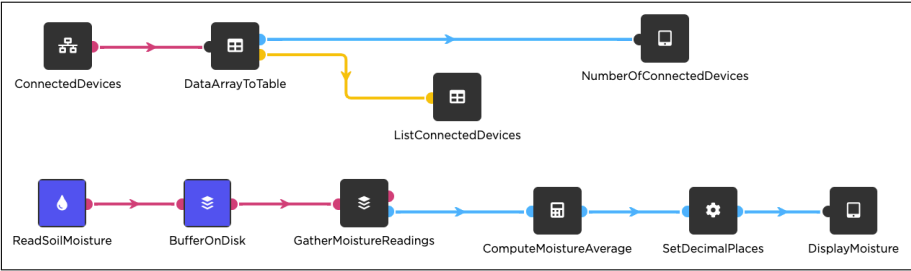 ConnectedDevices
DataArrayToTable
NumberOfConnectedDevices
ListConnectedDevices
ReadSoilMoisture
BufferOnDisk
GatherMoistureReadings
ComputeMoistureAverage
SetDecimalPlaces
DisplayMoisture